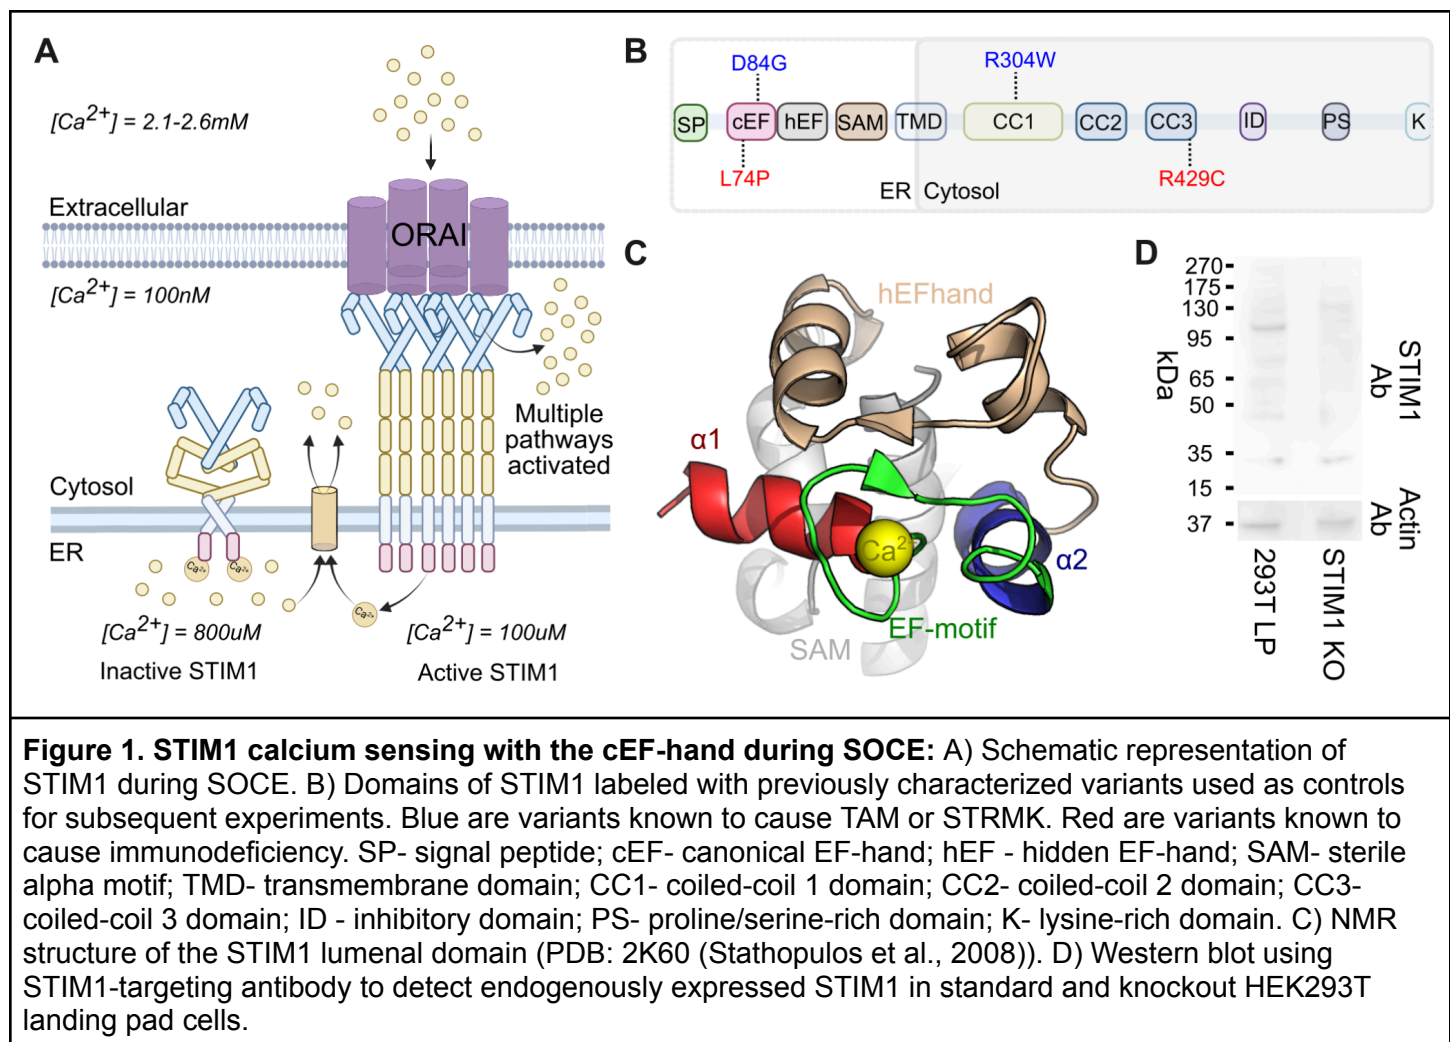 A
[Ca2+] = 2.1-2.6mM
Extracellular
ORAI
[Ca2+] = 100nM
Multiple
pathways
activated
Cytosol
ER
Ca2+
Ca2+
Ca2+
[Ca2+] = 800uM
[Ca2+] = 100uM
Inactive STIM1
Active STIM1
B
D84G
R304W
SP
cEF
hEF
SAM
TMD
CC1
CC2
CC3
ID
PS
K
L74P
R429C
ER
Cytosol
C
hEFhand
α1
Ca2
α2
EF-motif
SAM
D
270
175
130
95
65
50
35
15
37
kDa
STIM1
Ab
Actin
Ab
293T LP
STIM1 KO
Figure 1. STIM1 calcium sensing with the cEF-hand during SOCE: A) Schematic representation of
STIM1 during SOCE. B) Domains of STIM1 labeled with previously characterized variants used as controls
for subsequent experiments. Blue are variants known to cause TAM or STRMK. Red are variants known to
cause immunodeficiency. SP- signal peptide; cEF- canonical EF-hand; hEF - hidden EF-hand; SAM- sterile
alpha motif; TMD- transmembrane domain; CC1- coiled-coil 1 domain; CC2- coiled-coil 2 domain; CC3-
coiled-coil 3 domain; ID - inhibitory domain; PS- proline/serine-rich domain; K- lysine-rich domain. C) NMR
structure of the STIM1 lumenal domain (PDB: 2K60 (Stathopulos et al., 2008)). D) Western blot using
STIM1-targeting antibody to detect endogenously expressed STIM1 in standard and knockout HEK293T
landing pad cells.